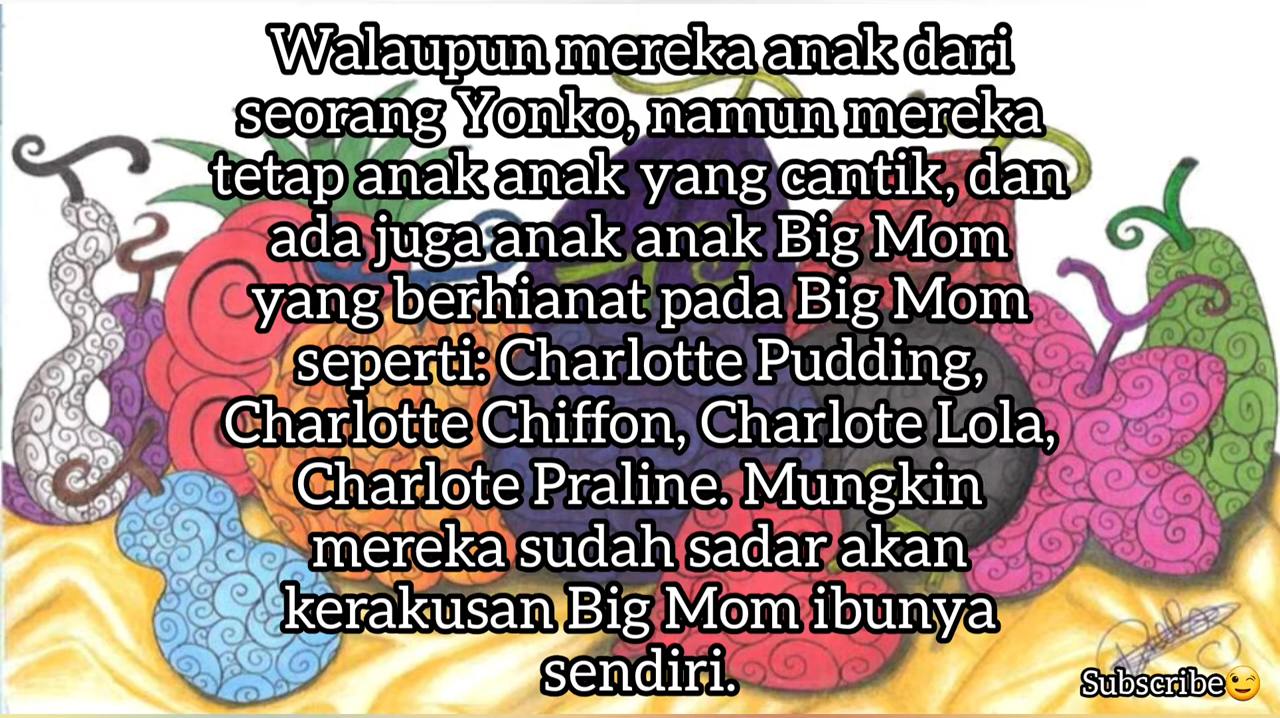 Walaupun mereka anak dari
seorang Yonko, namun mereka
tetap anak anak yang cantik, dan
ada juga anak anak Big Mom
yang berhianat pada Big Mom
seperti: Charlotte Pudding,
Charlotte Chiffon, Charlote Lola,
Charlote Praline. Mungkin
mereka sudah sadar akan
kerakusan Big Mom ibunya
sendiri.
Subscribe😉